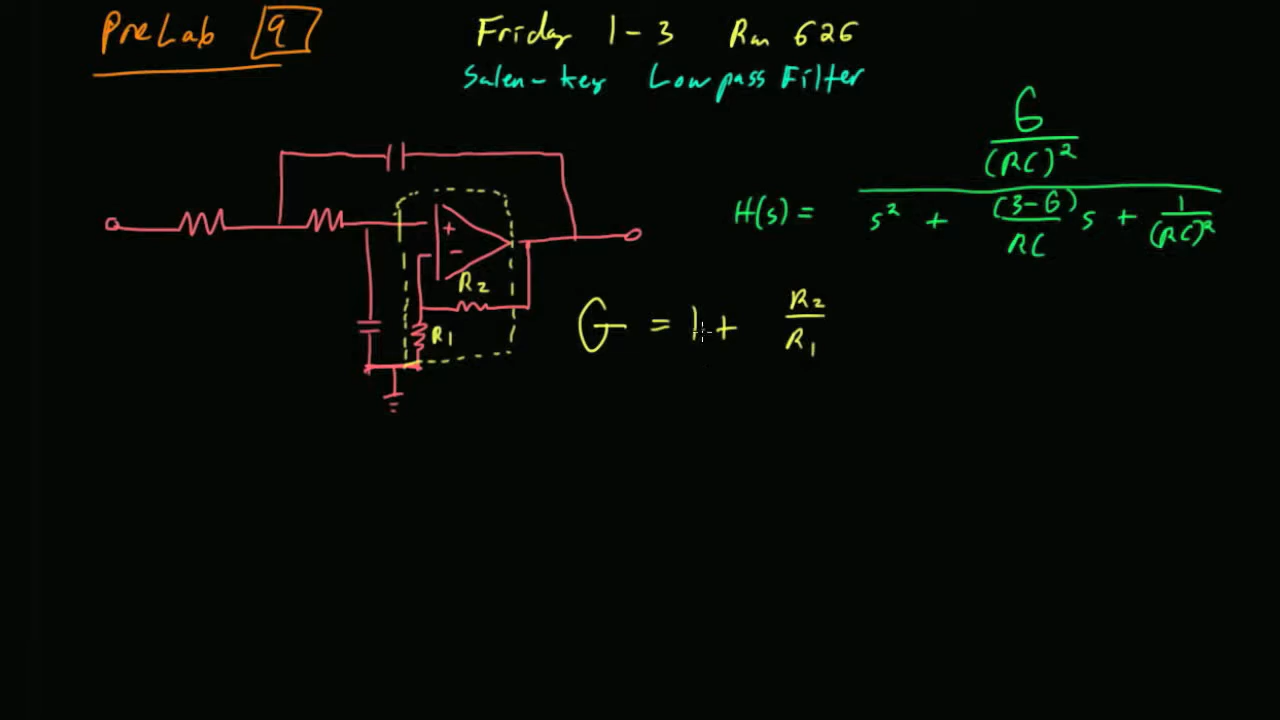 PreLab 9
Friday 1-3 Rm 626
Salen-key Lowpass Filter
H(s) = G/(RC)² / (s² + (3-G)/RC s + 1/(RC)²)
+
-
R2
R1
G = 1 + R2/R1